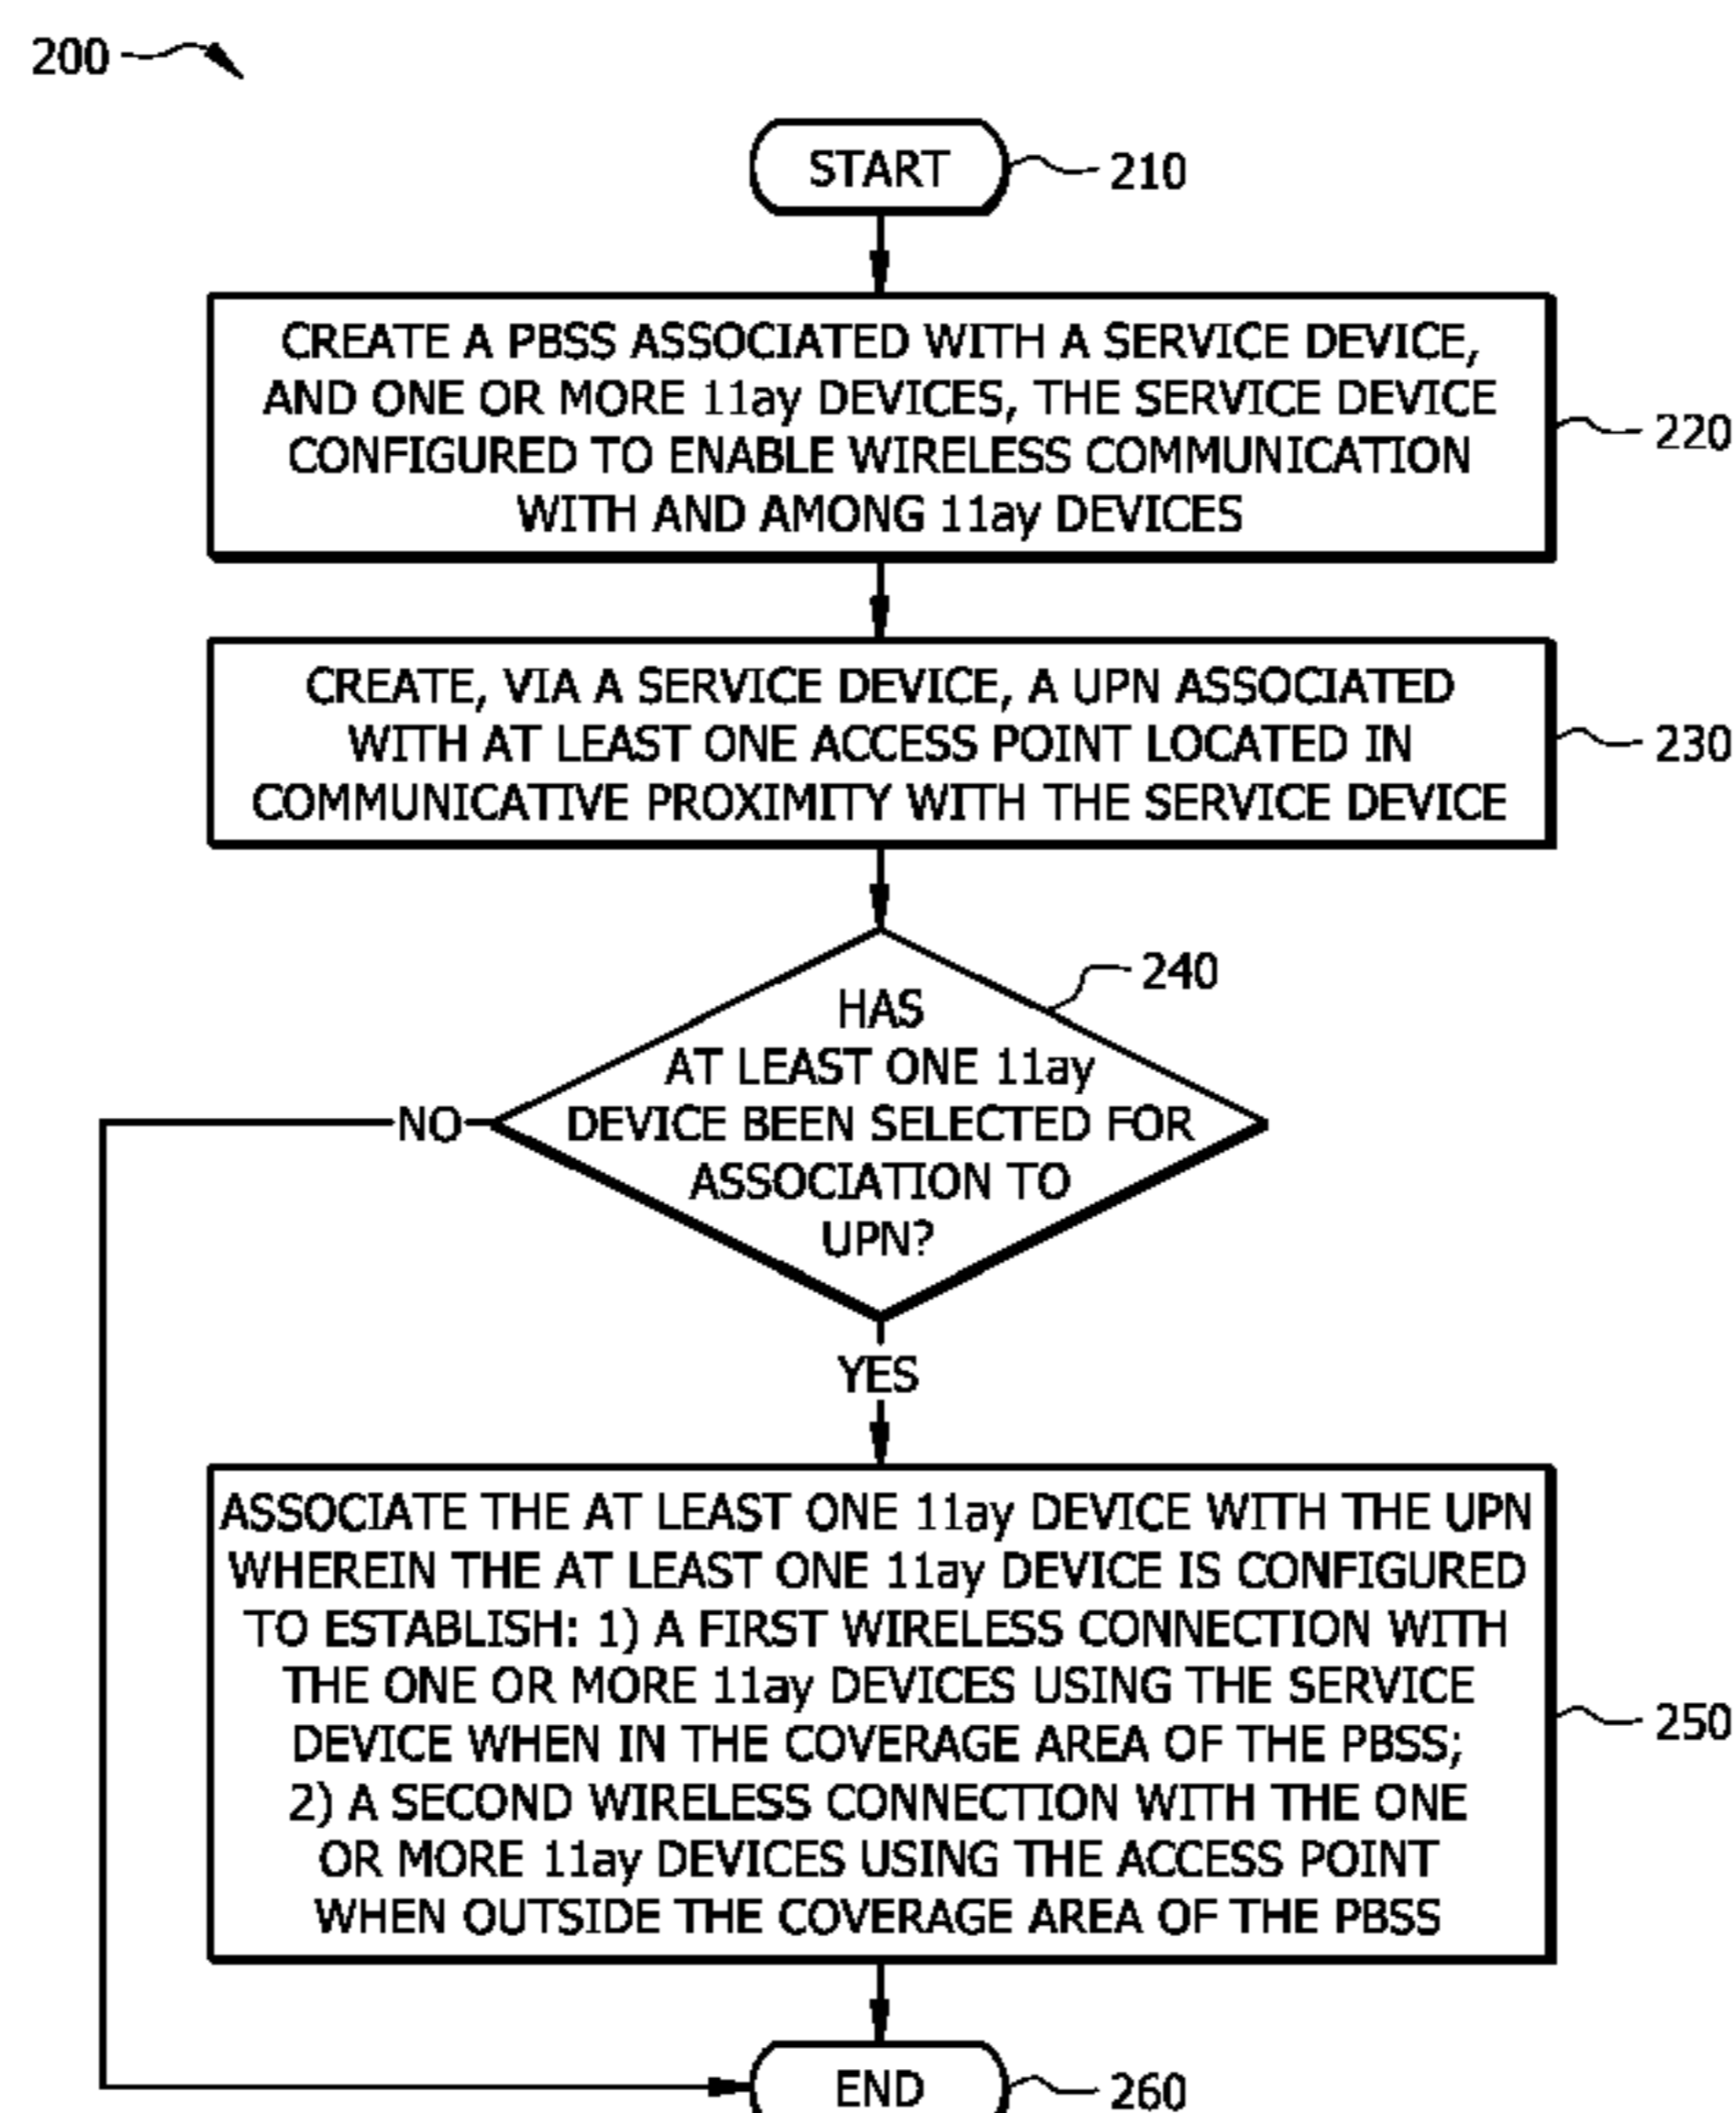 200
START
210
CREATE A PBSS ASSOCIATED WITH A SERVICE DEVICE,
AND ONE OR MORE 11ay DEVICES, THE SERVICE DEVICE
CONFIGURED TO ENABLE WIRELESS COMMUNICATION
WITH AND AMONG 11ay DEVICES
220
CREATE, VIA A SERVICE DEVICE, A UPN ASSOCIATED
WITH AT LEAST ONE ACCESS POINT LOCATED IN
COMMUNICATIVE PROXIMITY WITH THE SERVICE DEVICE
230
240
HAS
AT LEAST ONE 11ay
DEVICE BEEN SELECTED FOR
ASSOCIATION TO
UPN?
NO
YES
ASSOCIATE THE AT LEAST ONE 11ay DEVICE WITH THE UPN
WHEREIN THE AT LEAST ONE 11ay DEVICE IS CONFIGURED
TO ESTABLISH: 1) A FIRST WIRELESS CONNECTION WITH
THE ONE OR MORE 11ay DEVICES USING THE SERVICE
DEVICE WHEN IN THE COVERAGE AREA OF THE PBSS;
2) A SECOND WIRELESS CONNECTION WITH THE ONE
OR MORE 11ay DEVICES USING THE ACCESS POINT
WHEN OUTSIDE THE COVERAGE AREA OF THE PBSS
250
END
260